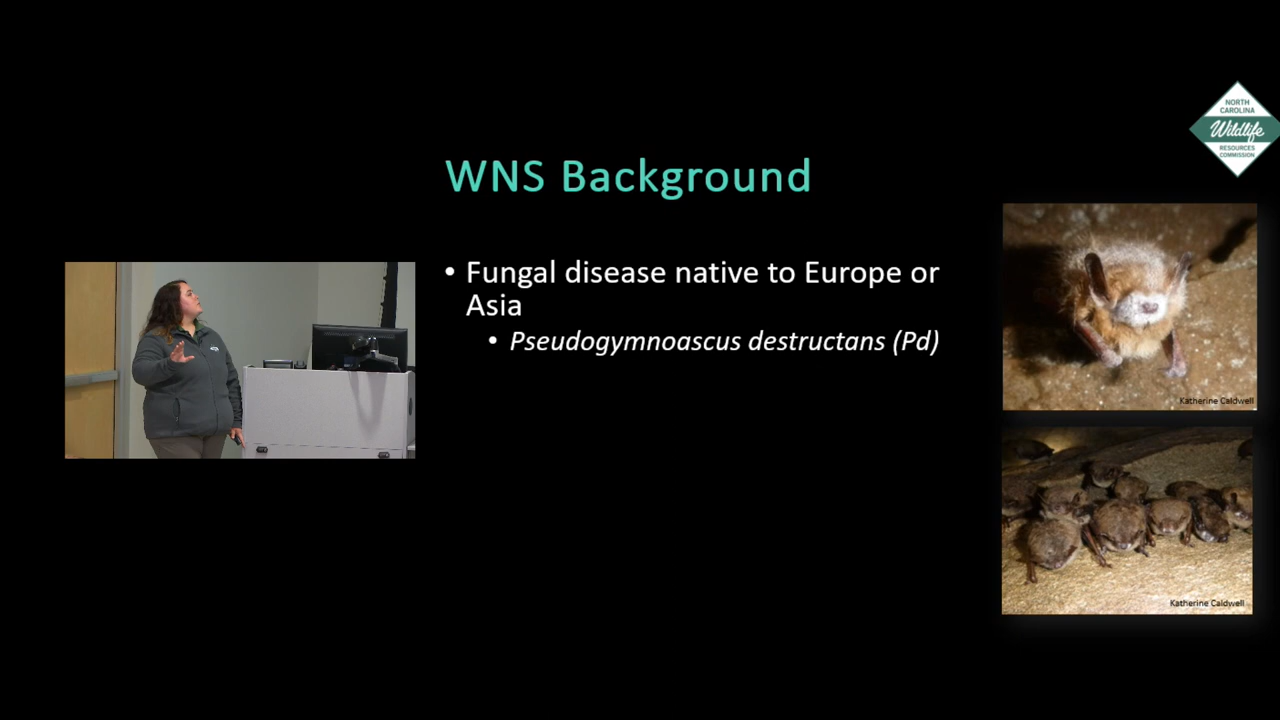 NORTH
CAROLINA
Wildlife
RESOURCES
COMMISSION
WNS Background
• Fungal disease native to Europe or
Asia
• Pseudogymnoascus destructans (Pd)
Katherine Caldwell
Katherine Caldwell